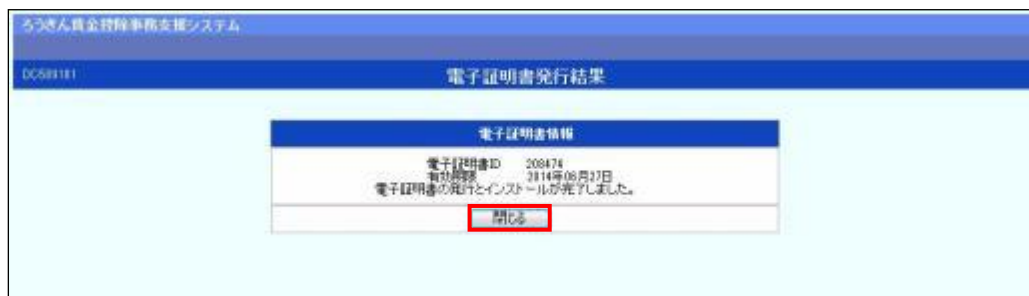 ろうきん賃金控除事務支援システム
電子証明書発行結果
電子証明書情報
電子証明書ID 208474
有効期限 2014年06月27日
電子証明書の発行とインストールが完了しました。
閉じる